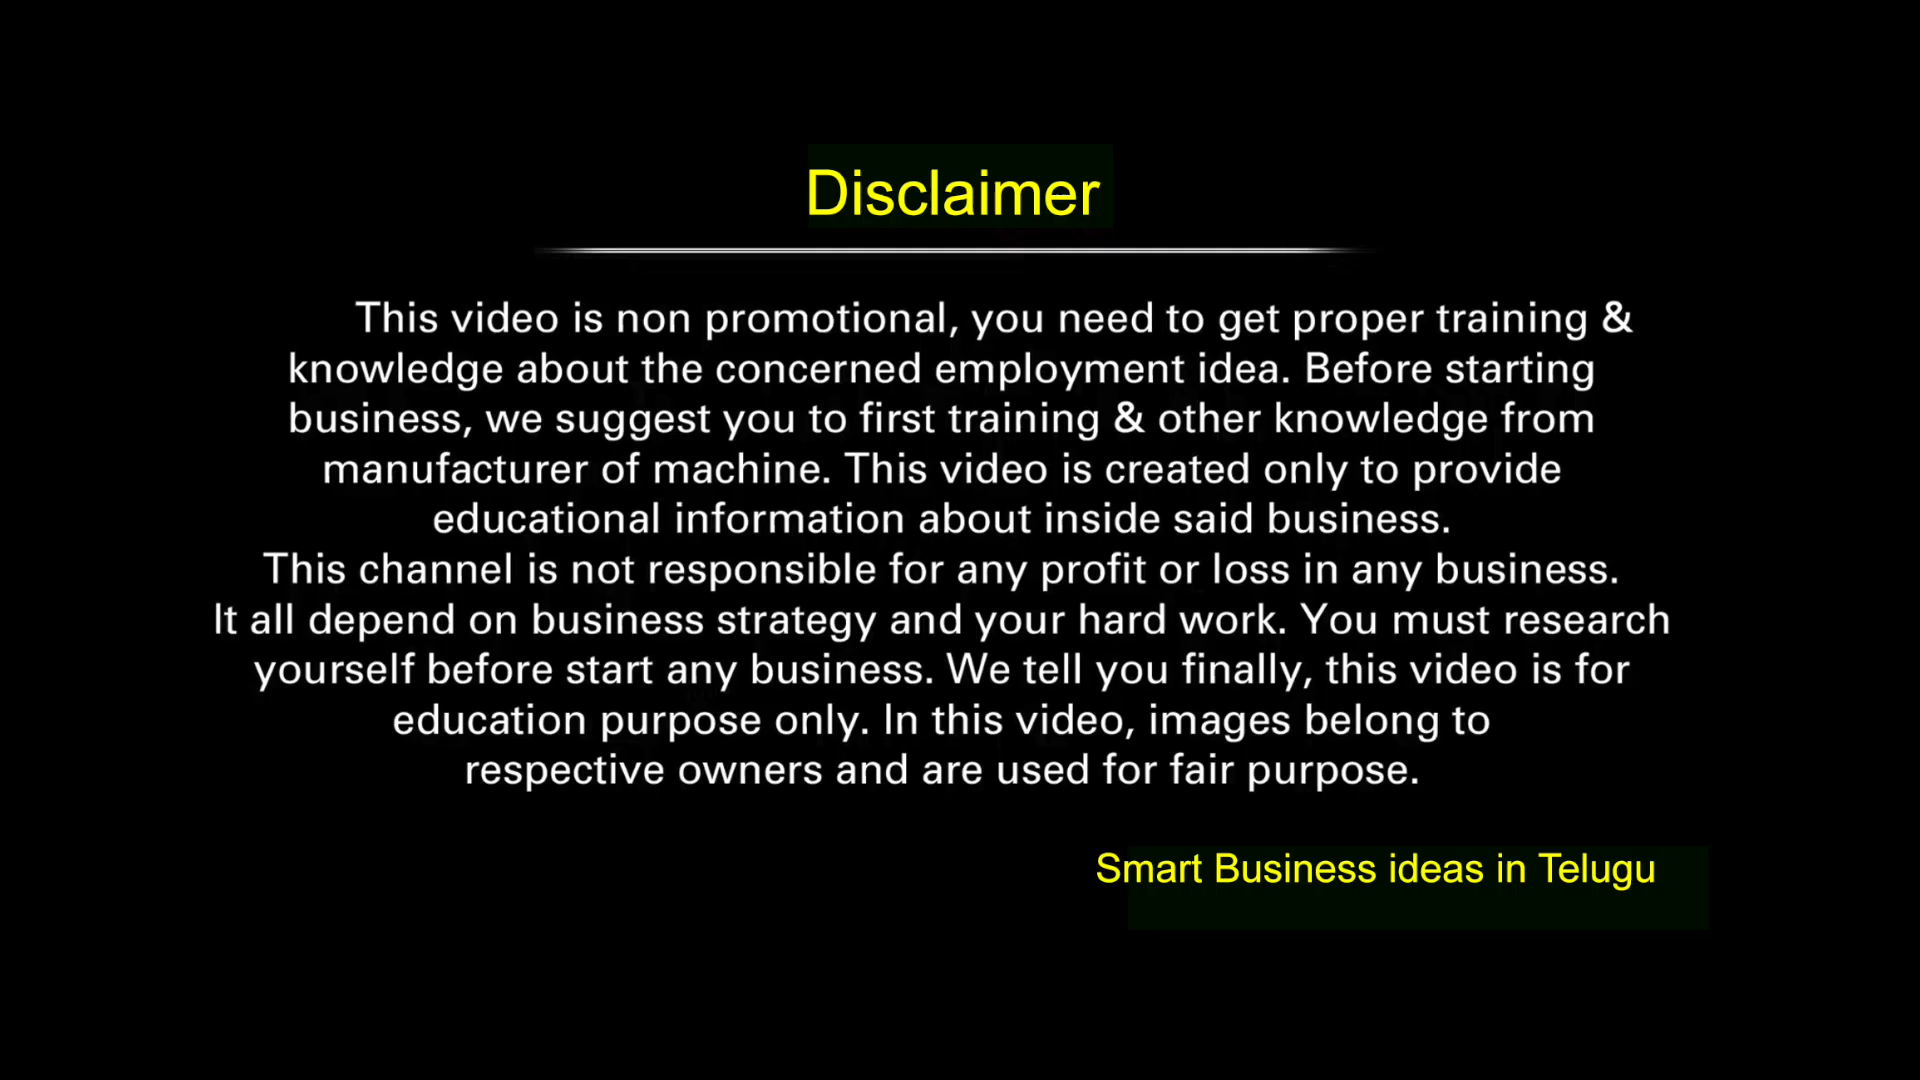 Disclaimer
This video is non promotional, you need to get proper training &
knowledge about the concerned employment idea. Before starting
business, we suggest you to first training & other knowledge from
manufacturer of machine. This video is created only to provide
educational information about inside said business.
This channel is not responsible for any profit or loss in any business.
It all depend on business strategy and your hard work. You must research
yourself before start any business. We tell you finally, this video is for
education purpose only. In this video, images belong to
respective owners and are used for fair purpose.
Smart Business ideas in Telugu